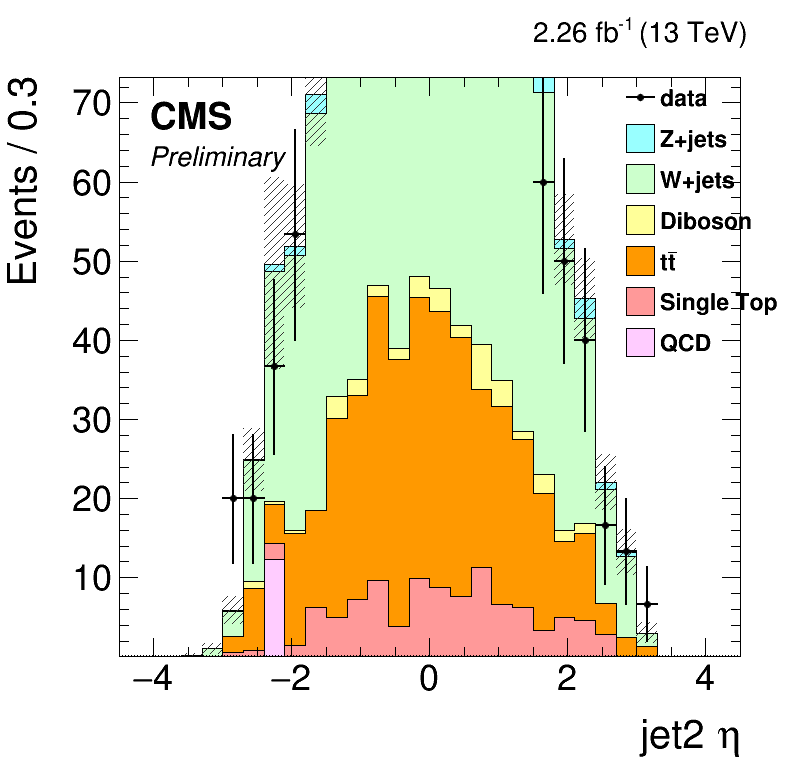 2.26 fb⁻¹ (13 TeV)
Events / 0.3
CMS
Preliminary
70
60
50
40
30
20
10
−4
−2
0
2
4
jet2 η
data
Z+jets
W+jets
Diboson
tt̄
Single Top
QCD